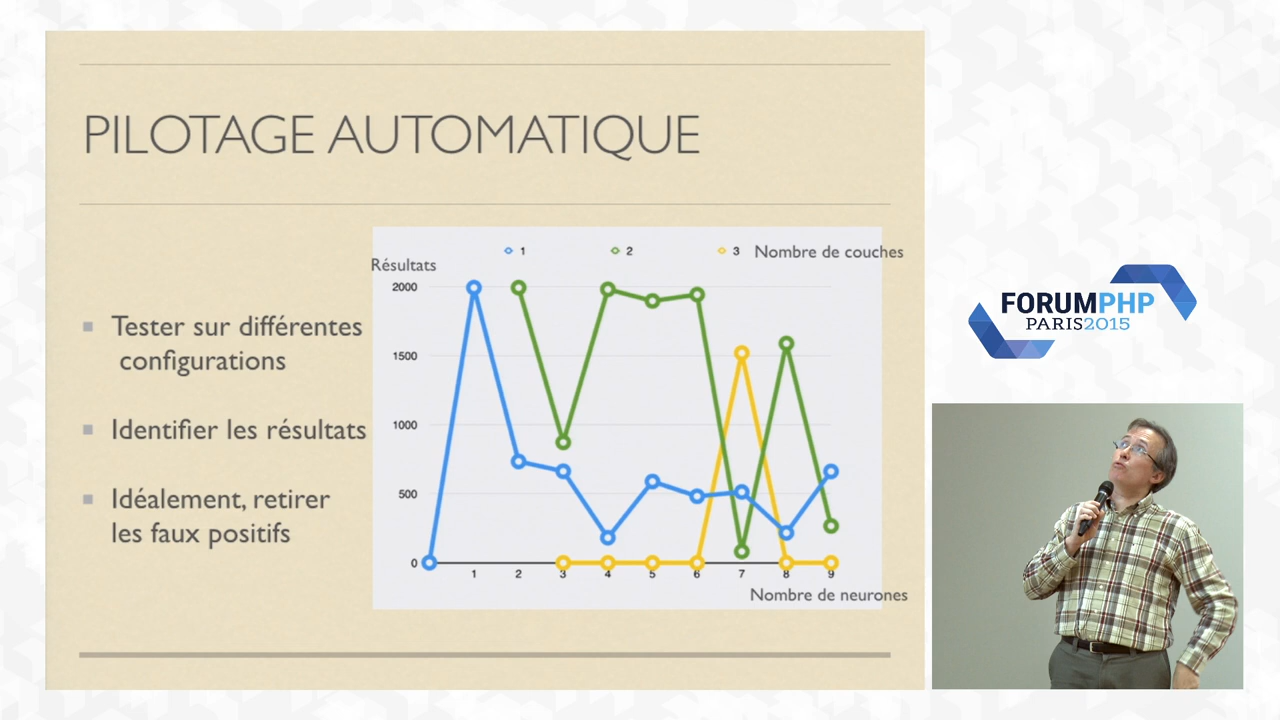 PILOTAGE AUTOMATIQUE
Tester sur différentes
configurations
Identifier les résultats
Idéalement, retirer
les faux positifs
1 2 3 Nombre de couches
Résultats
2000
1500
1000
500
0
1 2 3 4 5 6 7 8 9
Nombre de neurones
FORUMPHP
PARIS2015